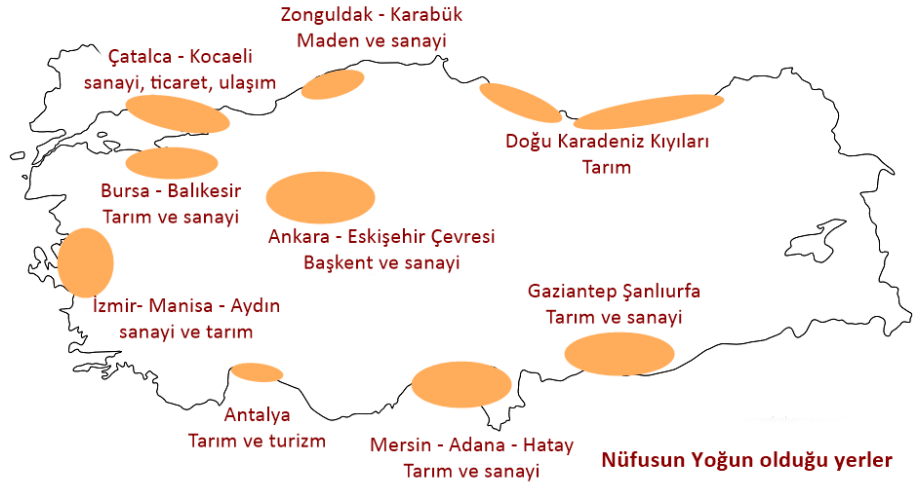 Zonguldak - Karabük
Maden ve sanayi
Çatalca - Kocaeli
sanayi, ticaret, ulaşım
Doğu Karadeniz Kıyıları
Tarım
Bursa - Balıkesir
Tarım ve sanayi
Ankara - Eskişehir Çevresi
Başkent ve sanayi
Gaziantep Şanlıurfa
Tarım ve sanayi
İzmir- Manisa - Aydın
sanayi ve tarım
Antalya
Tarım ve turizm
Mersin - Adana - Hatay
Tarım ve sanayi
Nüfusun Yoğun olduğu yerler